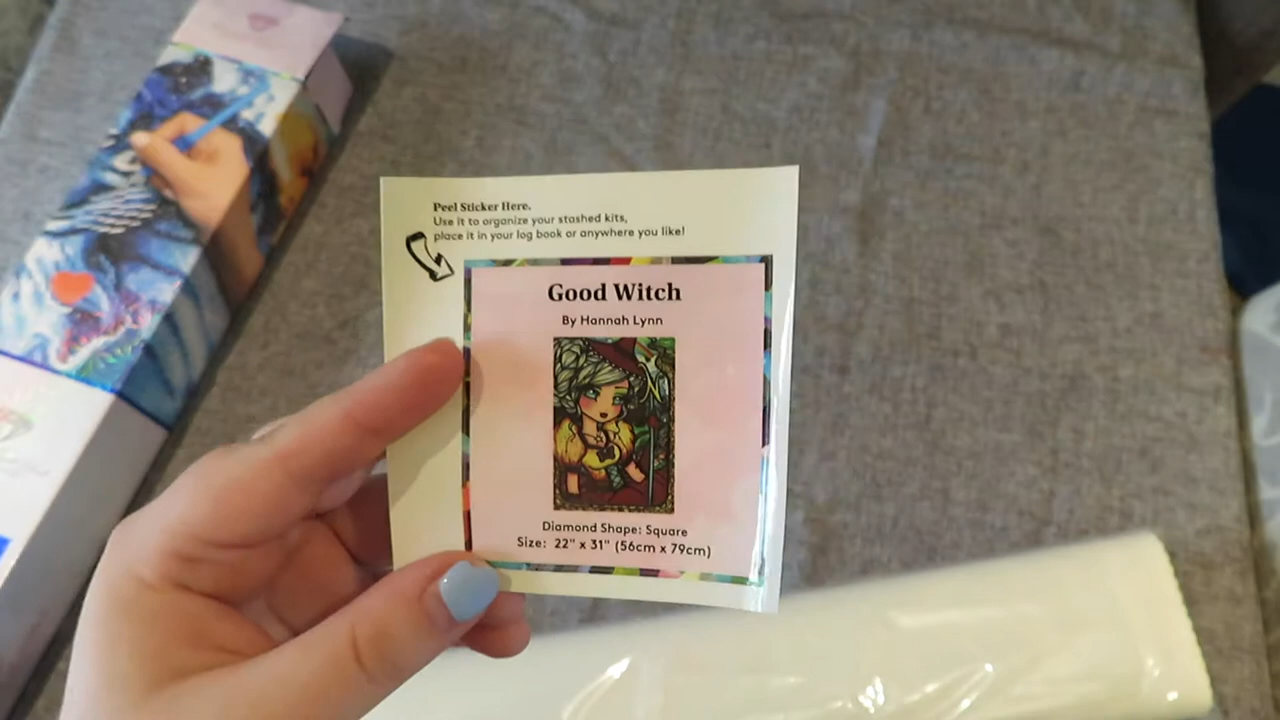 Peel Sticker Here.
Use it to organize your stashed kits,
place it in your log book or anywhere you like!
Good Witch
By Hannah Lynn
Diamond Shape: Square
Size: 22" x 31" (56cm x 79cm)